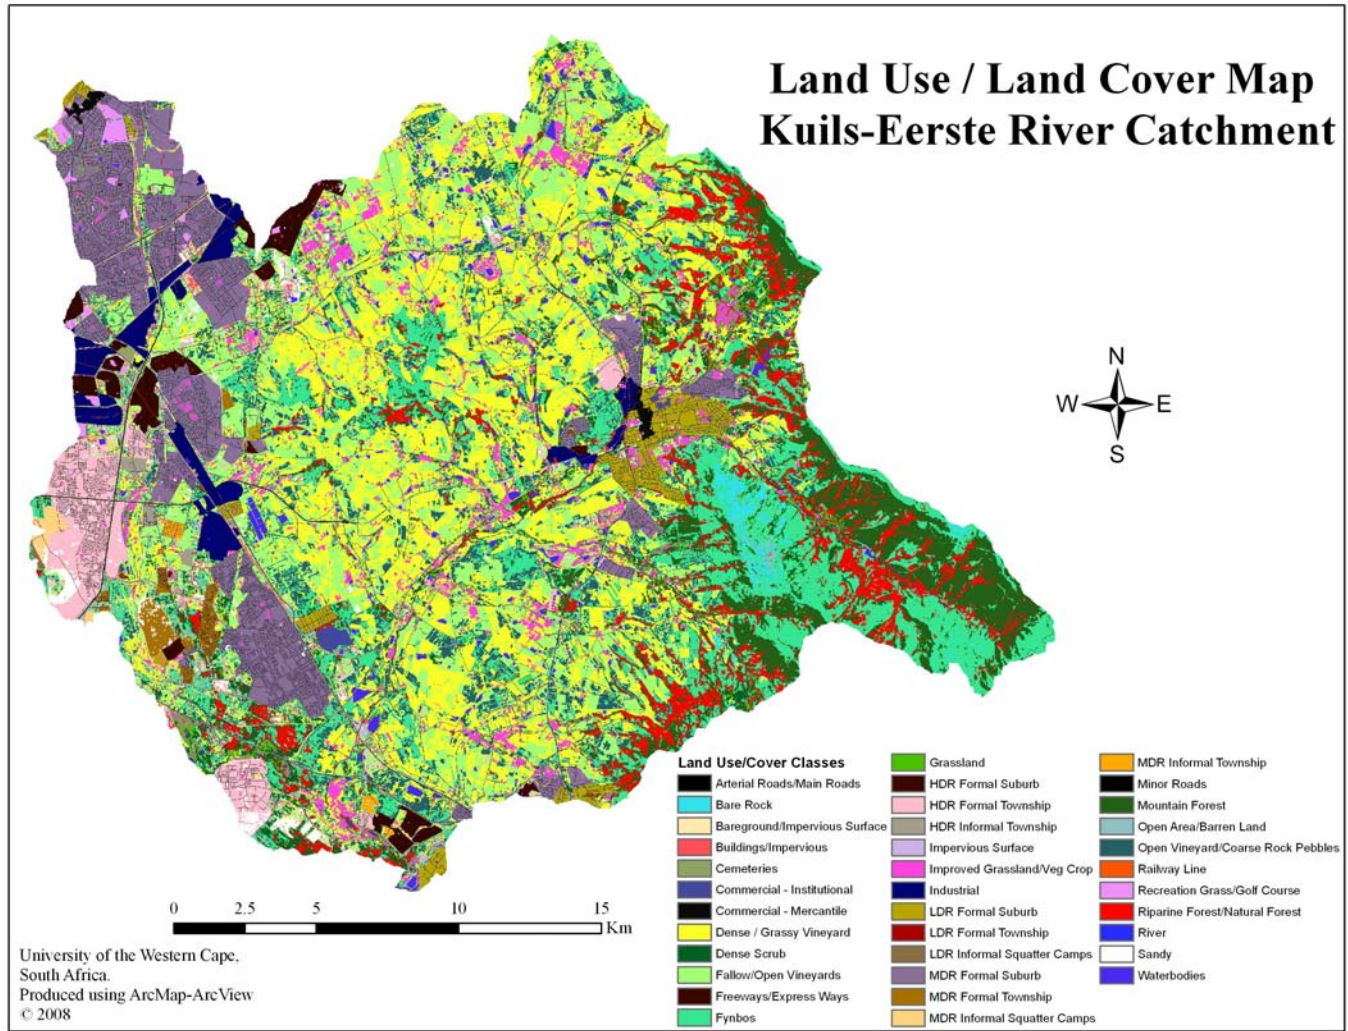 Land Use / Land Cover Map
Kuils-Eerste River Catchment
N
W E
S
Land Use/Cover Classes
Arterial Roads/Main Roads
Bare Rock
Bareground/Impervious Surface
Buildings/Impervious
Cemeteries
Commercial - Institutional
Commercial - Mercantile
Dense / Grassy Vineyard
Dense Scrub
Fallow/Open Vineyards
Freeways/Express Ways
Fynbos
Grassland
HDR Formal Suburb
HDR Formal Township
HDR Informal Township
Impervious Surface
Improved Grassland/Veg Crop
Industrial
LDR Formal Suburb
LDR Formal Township
LDR Informal Squatter Camps
MDR Formal Suburb
MDR Formal Township
MDR Informal Squatter Camps
MDR Informal Township
Minor Roads
Mountain Forest
Open Area/Barren Land
Open Vineyard/Coarse Rock Pebbles
Railway Line
Recreation Grass/Golf Course
Riparine Forest/Natural Forest
River
Sandy
Waterbodies
0 2.5 5 10 15
Km
University of the Western Cape,
South Africa.
Produced using ArcMap-ArcView
© 2008